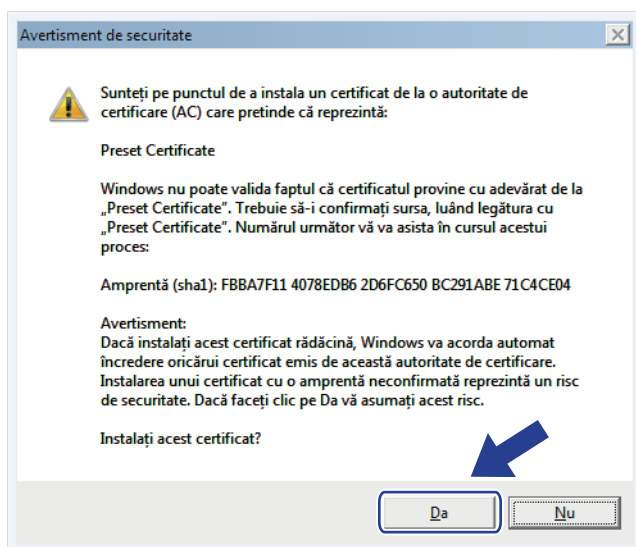 Avertisment de securitate
Sunteți pe punctul de a instala un certificat de la o autoritate de
certificare (AC) care pretinde că reprezintă:
Preset Certificate
Windows nu poate valida faptul că certificatul provine cu adevărat de la
„Preset Certificate”. Trebuie să-i confirmați sursa, luând legătura cu
„Preset Certificate”. Numărul următor vă va asista în cursul acestui
proces:
Amprentă (sha1): FBBA7F11 4078EDB6 2D6FC650 BC291ABE 71C4CE04
Avertisment:
Dacă instalați acest certificat rădăcină, Windows va acorda automat
încredere oricărui certificat emis de această autoritate de certificare.
Instalarea unui certificat cu o amprentă neconfirmată reprezintă un risc
de securitate. Dacă faceți clic pe Da vă asumați acest risc.
Instalați acest certificat?
Da
Nu